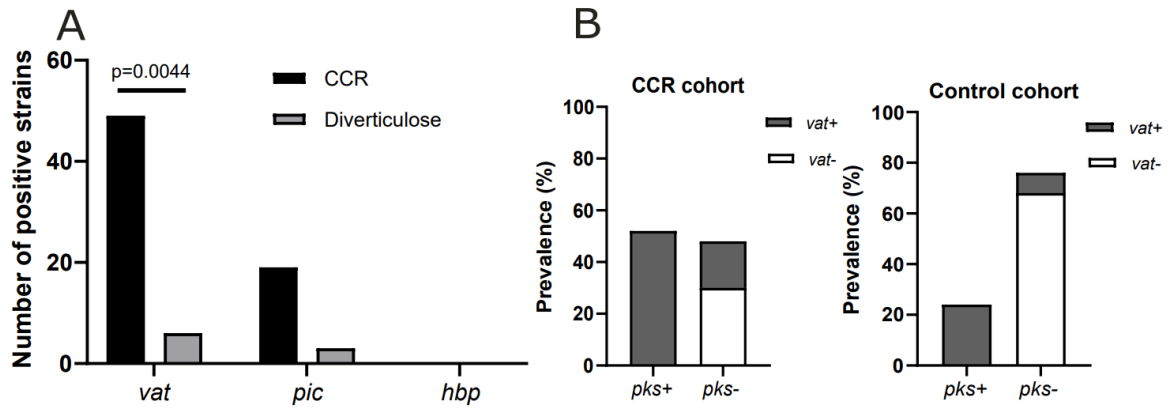 A
Number of positive strains
60
40
20
0
p=0.0044
CCR
Diverticulose
vat
pic
hbp
B
CCR cohort
Prevalence (%)
100
80
60
40
20
0
vat+
vat-
pks+
pks-
Control cohort
Prevalence (%)
100
80
60
40
20
0
vat+
vat-
pks+
pks-